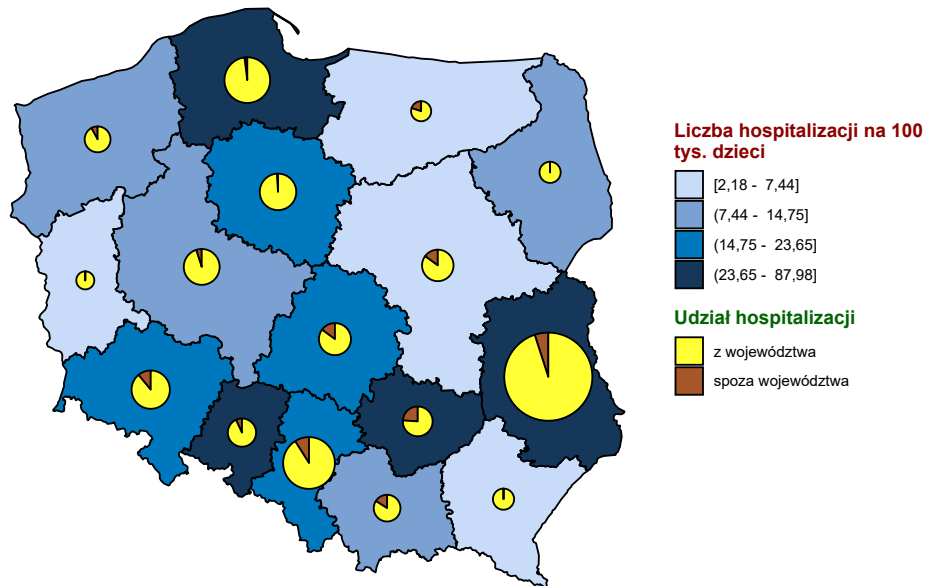 Liczba hospitalizacji na 100
tys. dzieci
[2,18 - 7,44]
(7,44 - 14,75]
(14,75 - 23,65]
(23,65 - 87,98]
Udział hospitalizacji
z województwa
spoza województwa